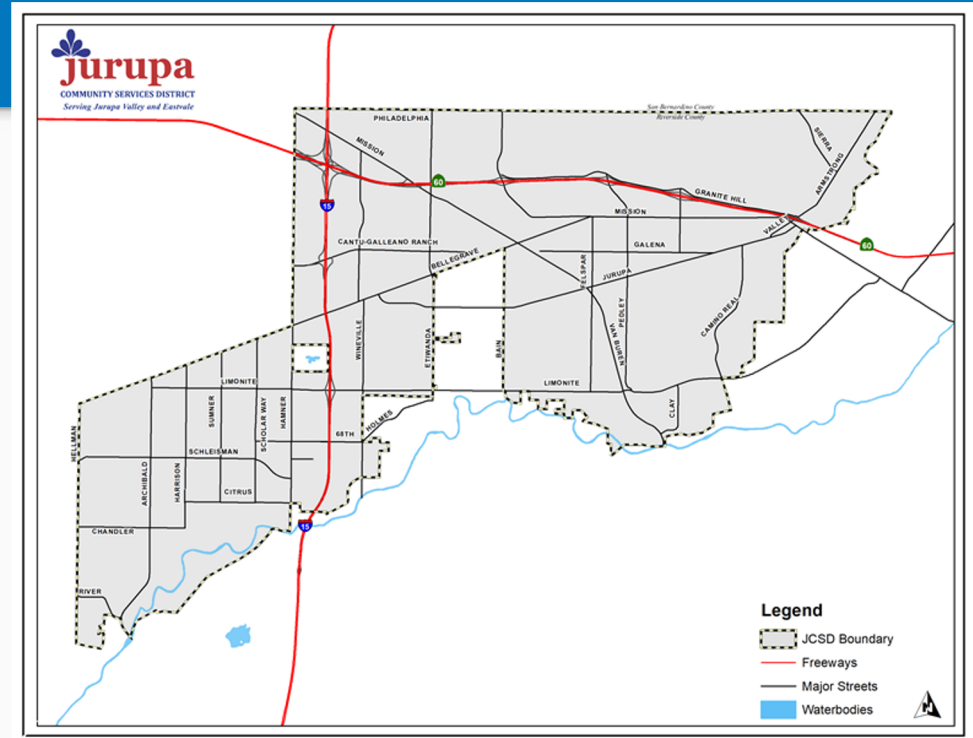 jurupa
COMMUNITY SERVICES DISTRICT
Serving Jurupa Valley and Eastvale
San Bernardino County
Riverside County
PHILADELPHIA
MISSION
SIERRA
ARMSTRONG
60
GRANITE HILL
15
MISSION
VALLEY
CANTU-GALLEANO RANCH
GALENA
60
BELLEGRAVE
FELSPAR
JURUPA
PEDLEY
CAMINO REAL
WINEVILLE
ETIWANDA
BAIN
VAN BUREN
LIMONITE
LIMONITE
SUMNER
SCHOLAR WAY
HAMNER
HOLMES
CLAY
HELLMAN
68TH
SCHLEISMAN
ARCHIBALD
HARRISON
CITRUS
15
CHANDLER
RIVER
Legend
JCSD Boundary
Freeways
Major Streets
Waterbodies
N